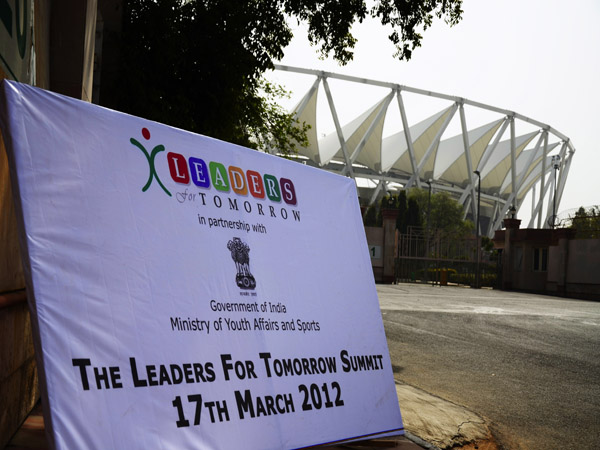 LEADERS
For TOMORROW
in partnership with
Government of India
Ministry of Youth Affairs and Sports
THE LEADERS FOR TOMORROW SUMMIT
17TH MARCH 2012